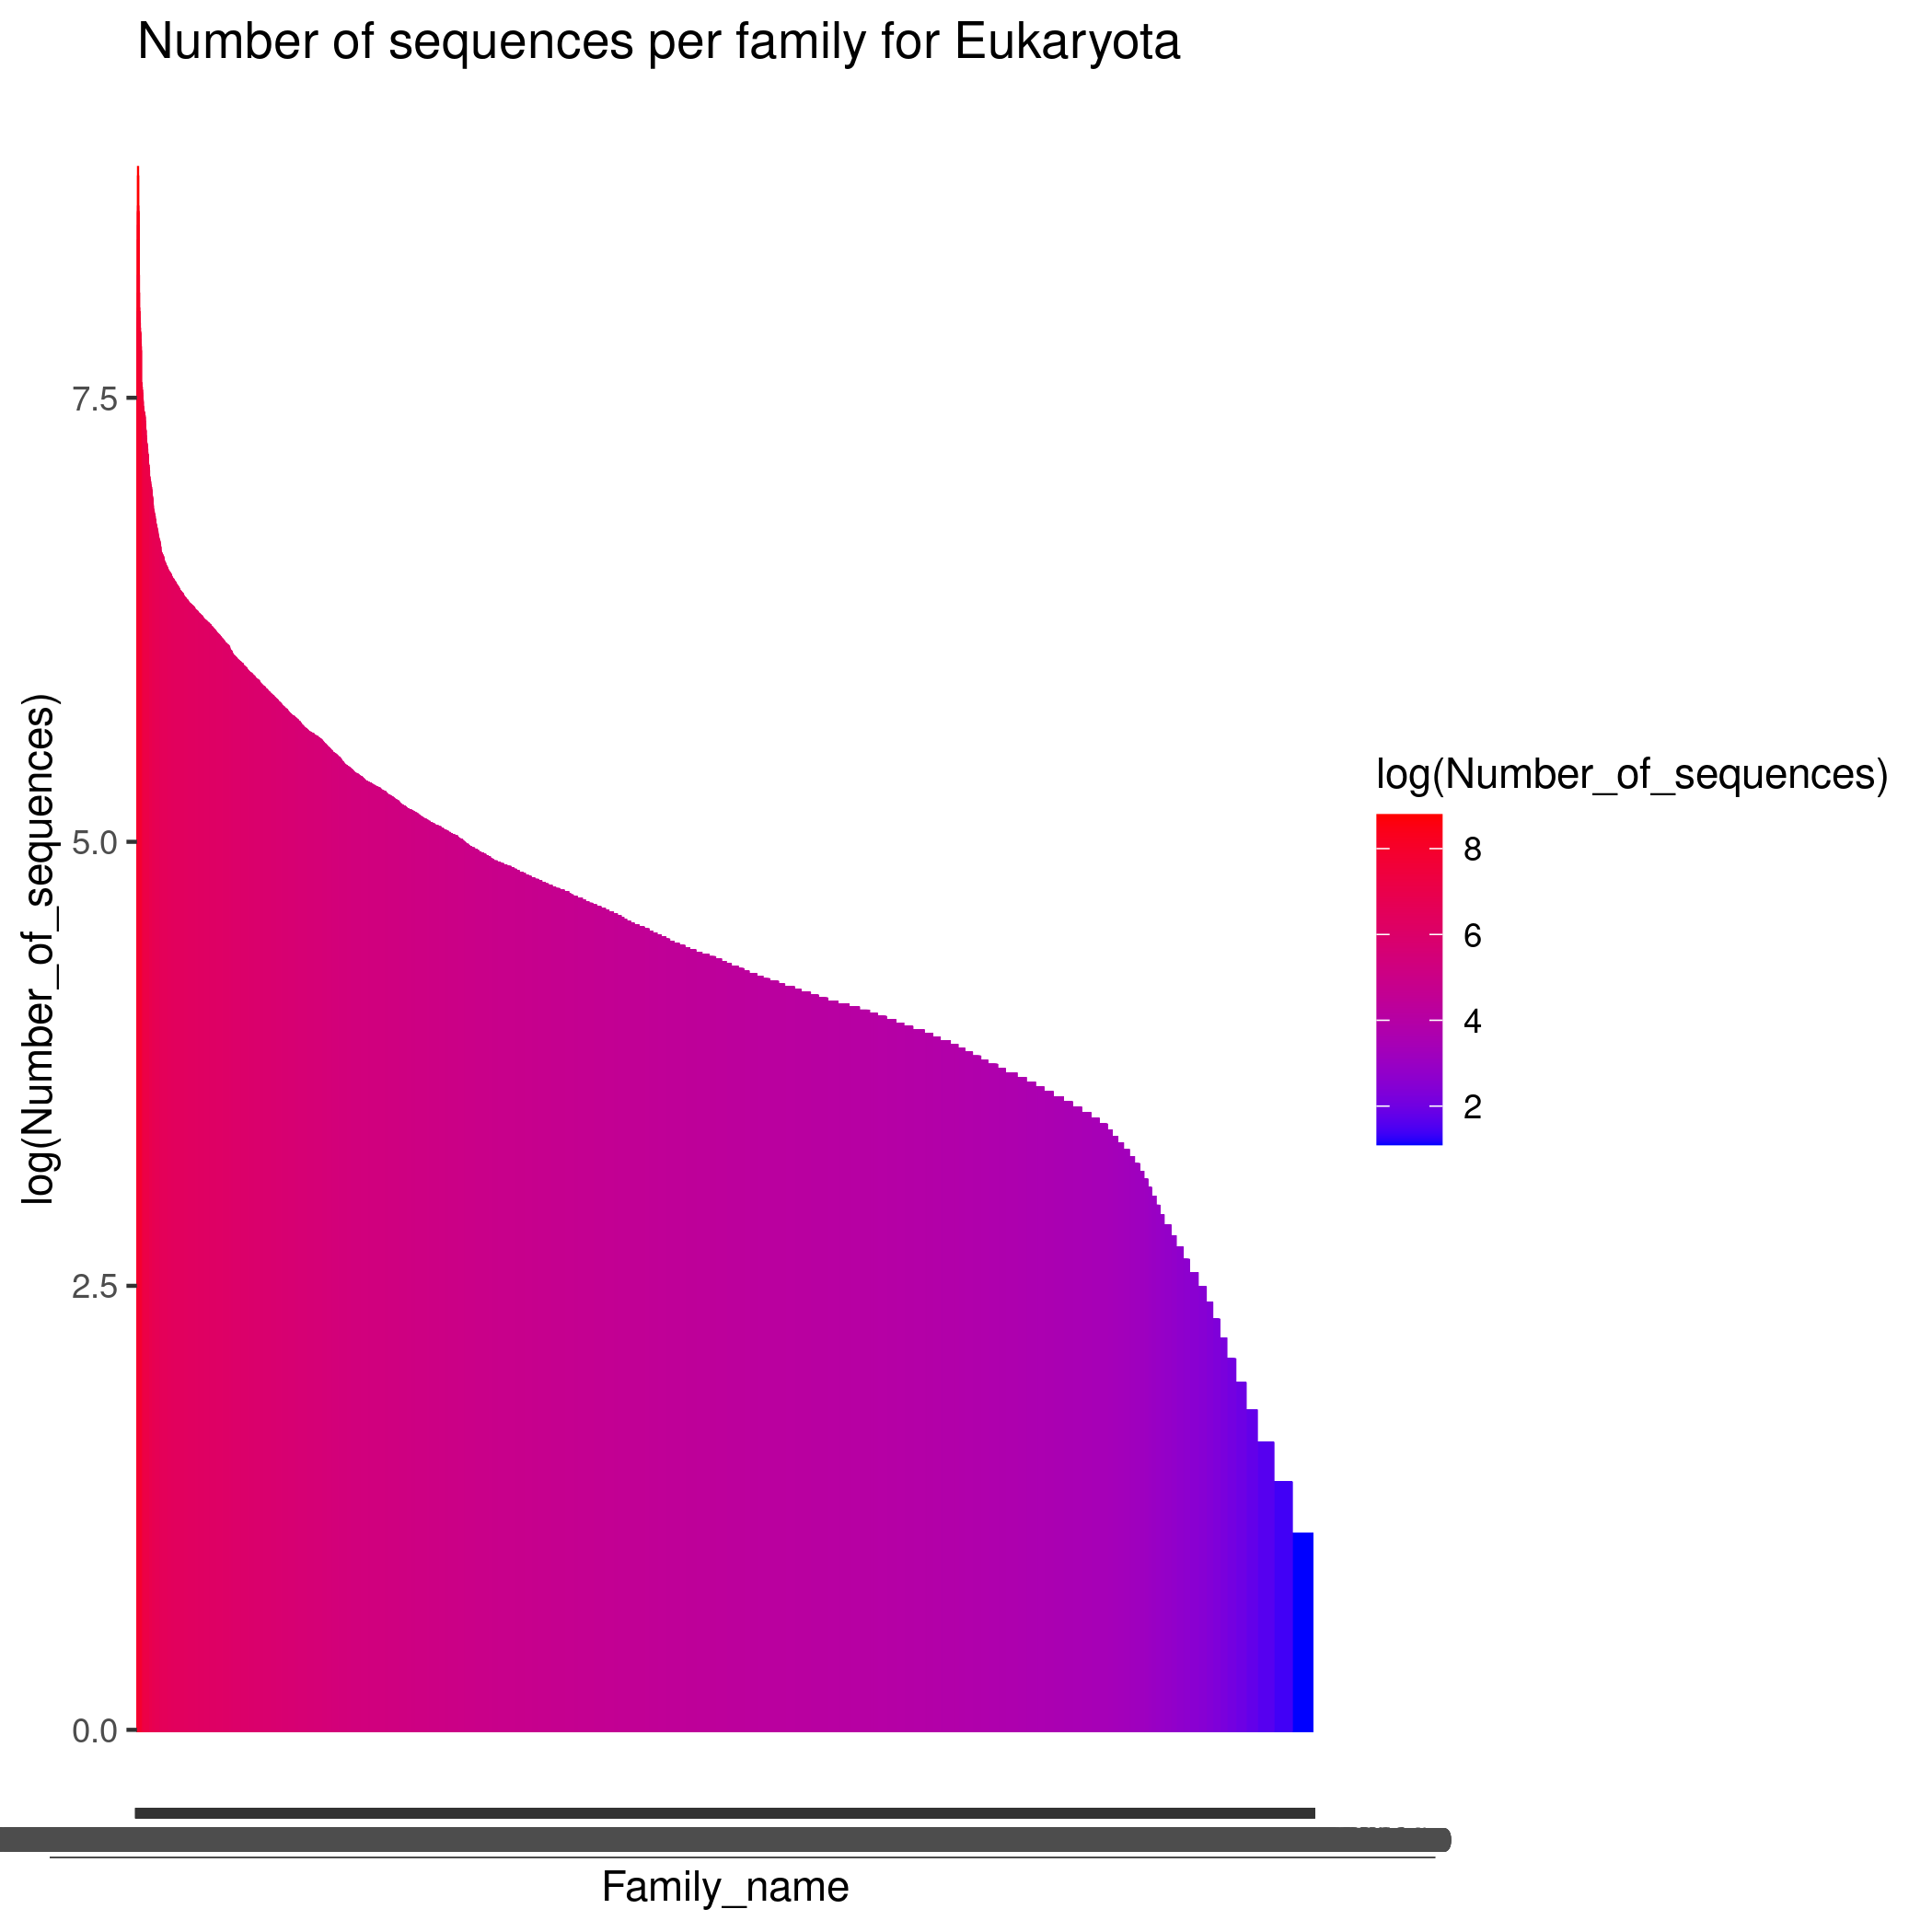 Number of sequences per family for Eukaryota
7.5
5.0
2.5
0.0
log(Number_of_sequences)
log(Number_of_sequences)
8
6
4
2
Family_name